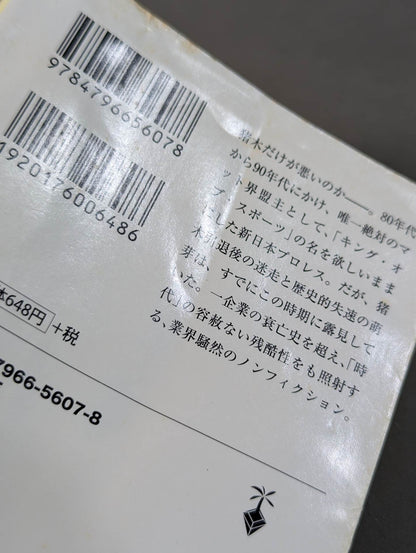 9784796656078
1920176006486
猪木だけが悪いのか――。80年代
から90年代にかけ、唯一絶対のマ
ット界盟主として、「キング・オ
ブ・スポーツ」の名を欲しいまま
にした新日本プロレス。だが、猪
木引退後の迷走と歴史的失速の萌
芽は、すでにこの時期に露見して
いた。一企業の衰亡史を超え、「時
代」の容赦ない残酷性をも照射す
る、業界騒然のノンフィクション。
本648円 +税
7966-5607-8